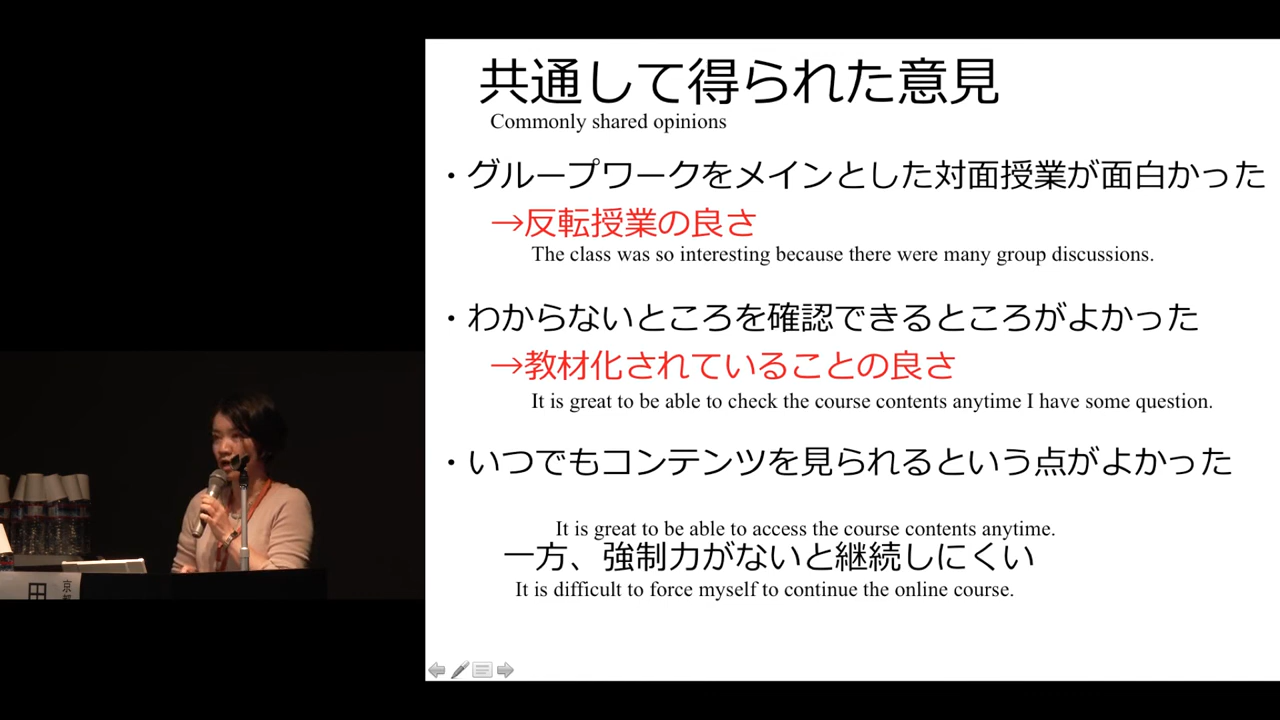 共通して得られた意見
Commonly shared opinions
・グループワークをメインとした対面授業が面白かった
→反転授業の良さ
The class was so interesting because there were many group discussions.
・わからないところを確認できるところがよかった
→教材化されていることの良さ
It is great to be able to check the course contents anytime I have some question.
・いつでもコンテンツを見られるという点がよかった
It is great to be able to access the course contents anytime.
一方、強制力がないと継続しにくい
It is difficult to force myself to continue the online course.
田
京都